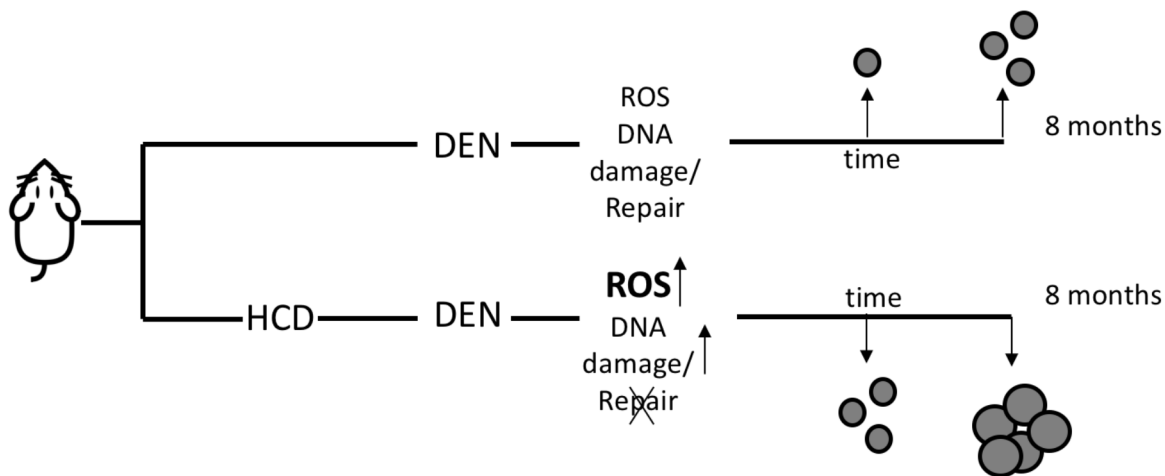 DEN
ROS
DNA
damage/
Repair
time
8 months
HCD
DEN
ROS
DNA
damage/
Repair
time
8 months